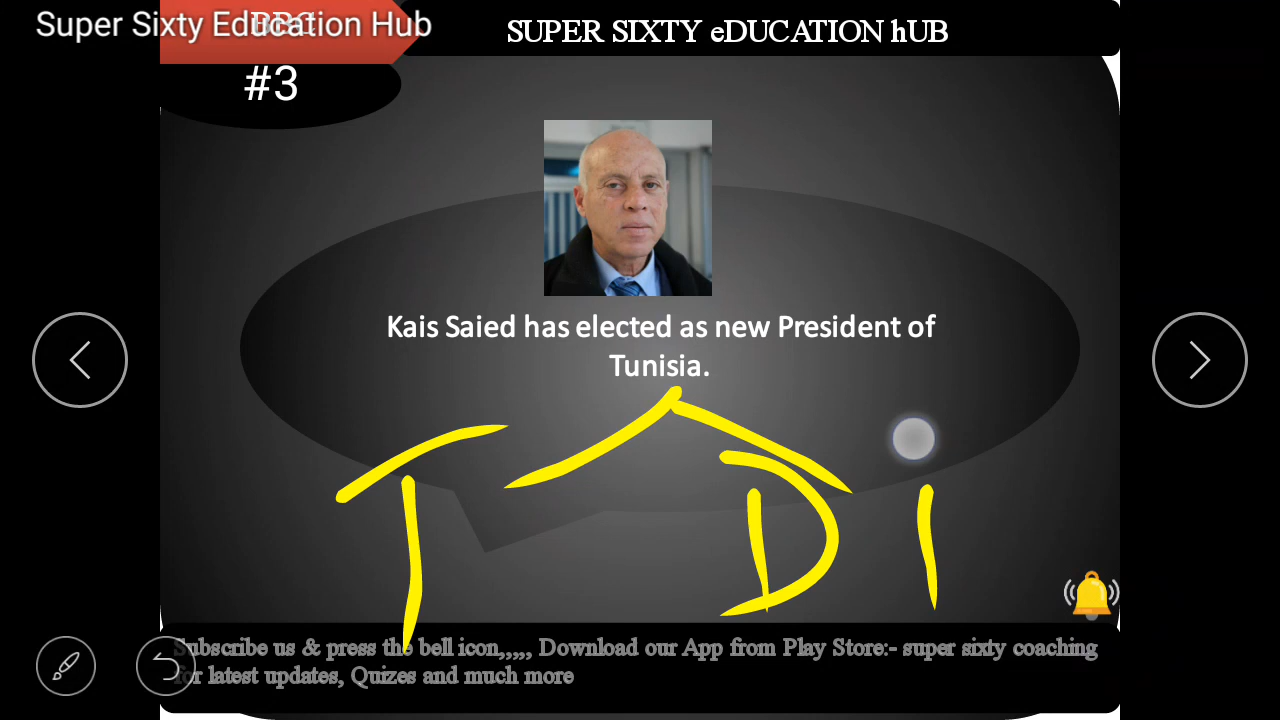 Super Sixty Education Hub
SUPER SIXTY eDUCATION hUB
#3
Kais Saied has elected as new President of
Tunisia.
T D I
Subscribe us & press the bell icon,,,,, Download our App from Play Store:- super sixty coaching
for latest updates, Quizes and much more